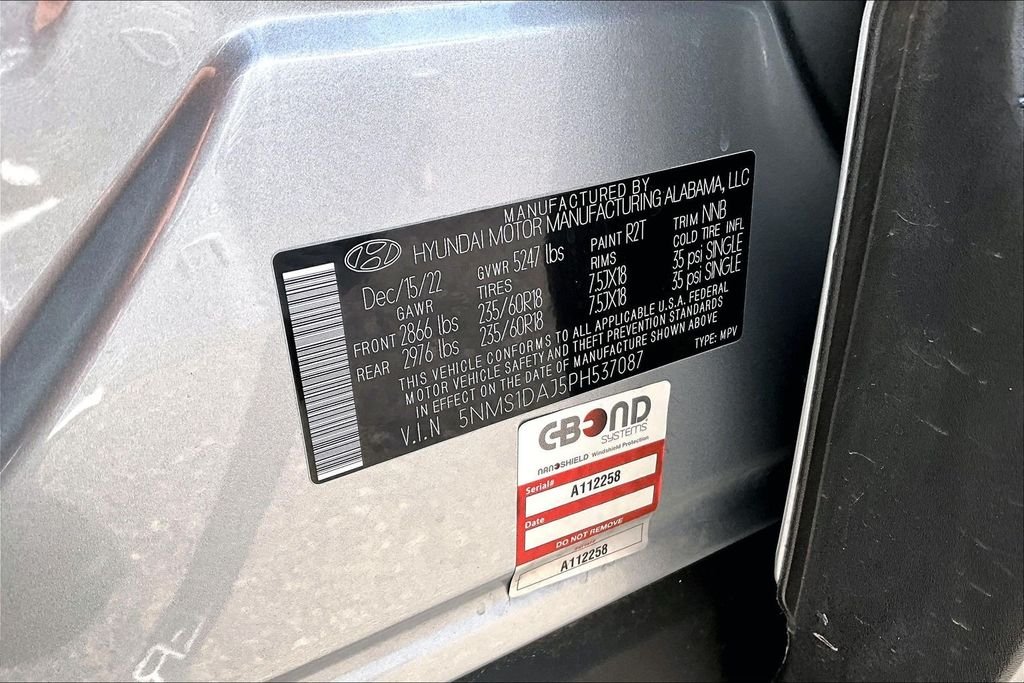 MANUFACTURED BY
HYUNDAI MOTOR MANUFACTURING ALABAMA, LLC
Dec/15/22 GVWR 5247 lbs PAINT R2T TRIM NNB
GAWR TIRES RIMS COLD TIRE INFL
FRONT 2866 lbs 235/60R18 7.5JX18 35 psi SINGLE
REAR 2976 lbs 235/60R18 7.5JX18 35 psi SINGLE
THIS VEHICLE CONFORMS TO ALL APPLICABLE U.S.A. FEDERAL
MOTOR VEHICLE SAFETY AND THEFT PREVENTION STANDARDS
IN EFFECT ON THE DATE OF MANUFACTURE SHOWN ABOVE
V.I.N 5NMS1DAJ5PH537087 TYPE: MPV
C-BOND
SYSTEMS
NANOSHIELD Windshield Protection
Serial#
A112258
Date
DO NOT REMOVE
A112258